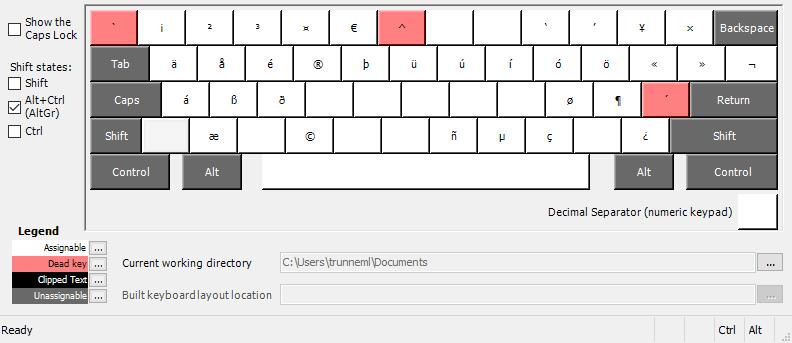 Show the
Caps Lock
Shift states:
Shift
Alt+Ctrl
(AltGr)
Ctrl
` ¡ ² ³ ¤ € ^ ‘ ’ ¥ × Backspace
Tab ä å é ® þ ü ú í ó ö « » ¬
Caps á ß ð ø ¶ ´ Return
Shift æ © ñ µ ç ¿ Shift
Control Alt Alt Control
Decimal Separator (numeric keypad)
Legend
Assignable ...
Dead key ...
Clipped Text ...
Unassignable ...
Current working directory C:\Users\trunneml\Documents ...
Built keyboard layout location ...
Ready Ctrl Alt